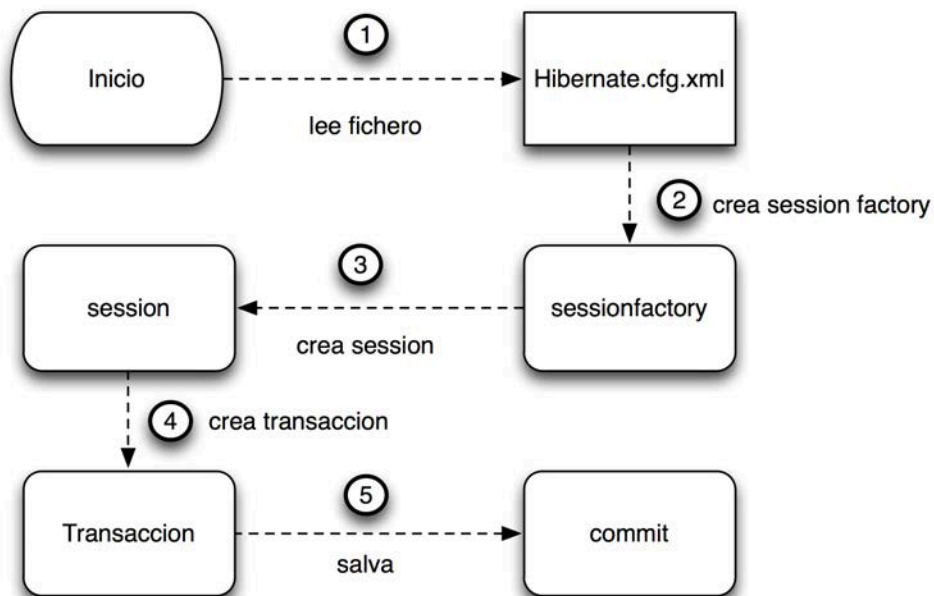 1
Inicio
Hibernate.cfg.xml
lee fichero
2
crea session factory
3
session
sessionfactory
crea session
4
crea transaccion
5
Transaccion
commit
salva